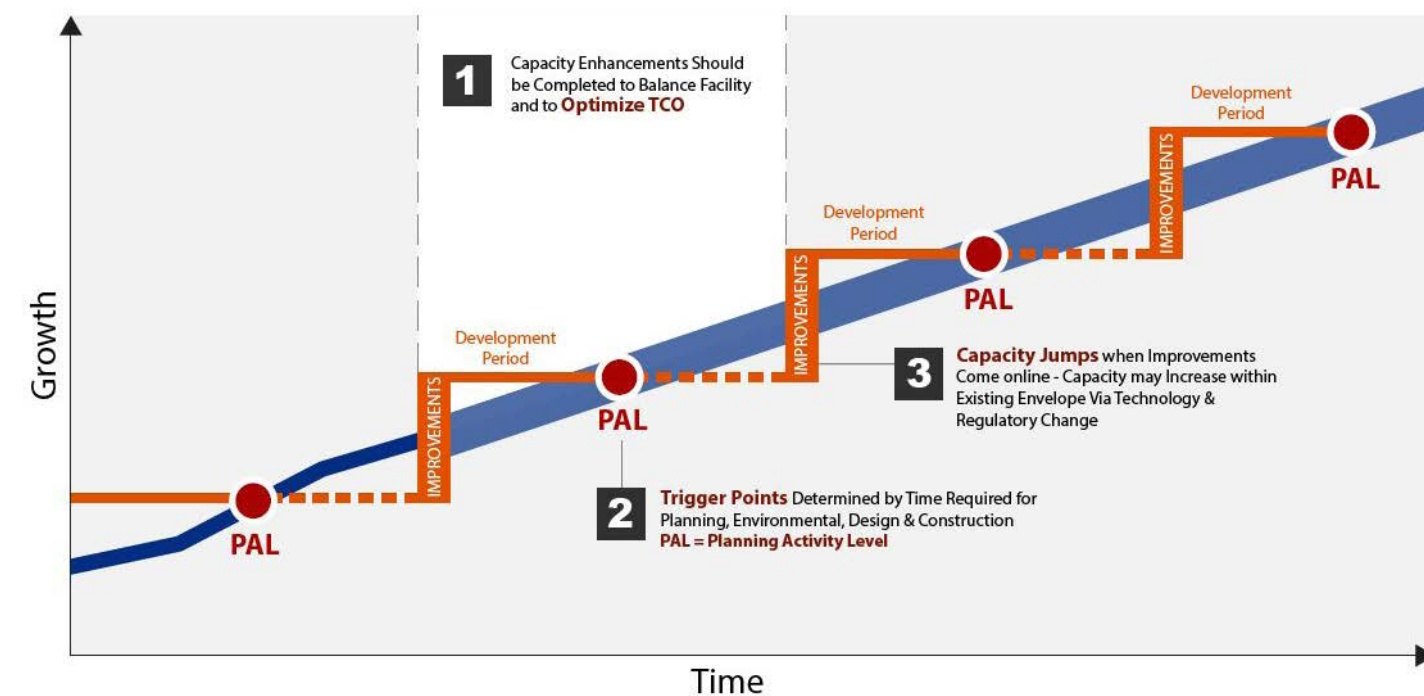 1
Capacity Enhancements Should
be Completed to Balance Facility
and to Optimize TCO
Development
Period
PAL
IMPROVEMENTS
Development
Period
PAL
IMPROVEMENTS
Development
Period
PAL
IMPROVEMENTS
PAL
3
Capacity Jumps when Improvements
Come online - Capacity may Increase within
Existing Envelope Via Technology &
Regulatory Change
2
Trigger Points Determined by Time Required for
Planning, Environmental, Design & Construction
PAL = Planning Activity Level
Growth
Time